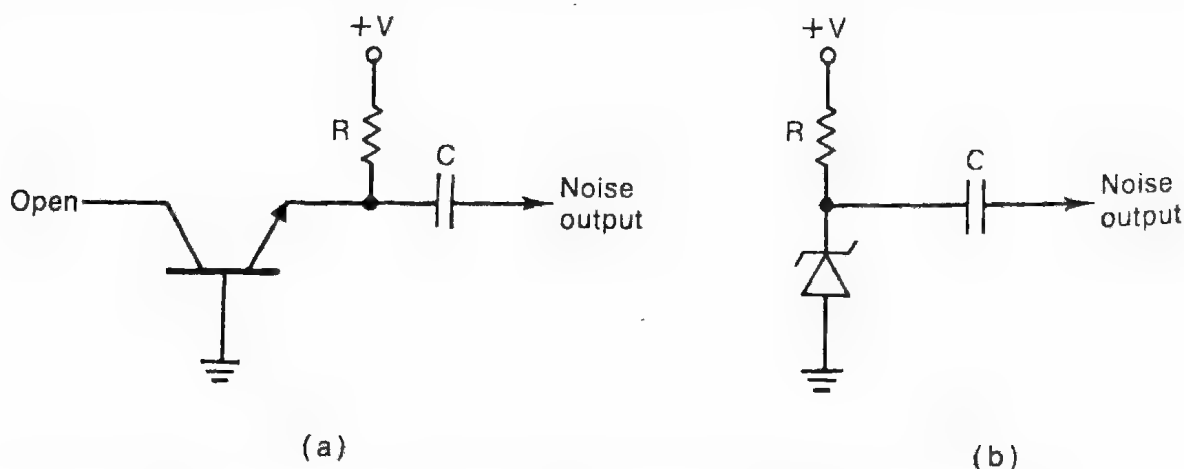 +V
R
C
Open
Noise
output
(a)
+V
R
C
Noise
output
(b)